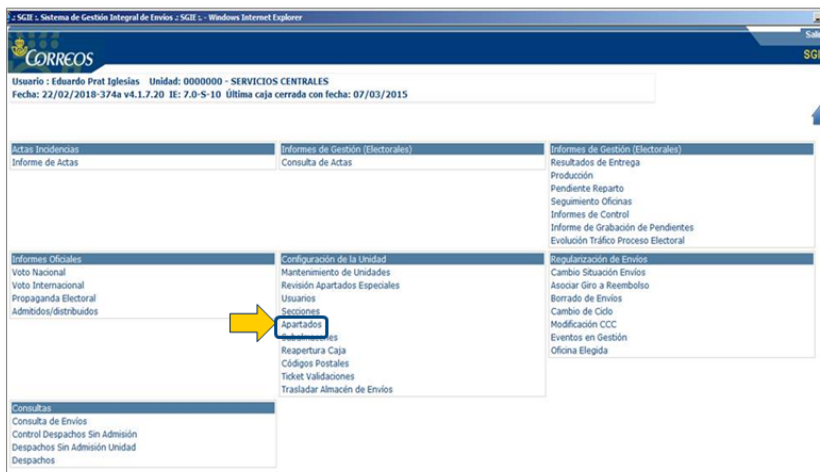 .: SGIE :. Sistema de Gestión Integral de Envíos .: SGIE :. - Windows Internet Explorer
CORREOS
Usuario : Eduardo Prat Iglesias Unidad: 0000000 - SERVICIOS CENTRALES
Fecha: 22/02/2018-374a v4.1.7.20 IE: 7.0-S-10 Última caja cerrada con fecha: 07/03/2015
Actas Incidencias
Informe de Actas
Informes de Gestión (Electorales)
Consulta de Actas
Informes de Gestión (Electorales)
Resultados de Entrega
Producción
Pendiente Reparto
Seguimiento Oficinas
Informes de Control
Informe de Grabación de Pendientes
Evolución Tráfico Proceso Electoral
Informes Oficiales
Voto Nacional
Voto Internacional
Propaganda Electoral
Admitidos/distribuidos
Configuración de la Unidad
Mantenimiento de Unidades
Revisión Apartados Especiales
Usuarios
Secciones
Apartados
Subalmacenes
Reapertura Caja
Códigos Postales
Ticket Validaciones
Trasladar Almacén de Envíos
Regularización de Envíos
Cambio Situación Envíos
Asociar Giro a Reembolso
Borrado de Envíos
Cambio de Ciclo
Modificación CCC
Eventos en Gestión
Oficina Elegida
Consultas
Consulta de Envíos
Control Despachos Sin Admisión
Despachos Sin Admisión Unidad
Despachos